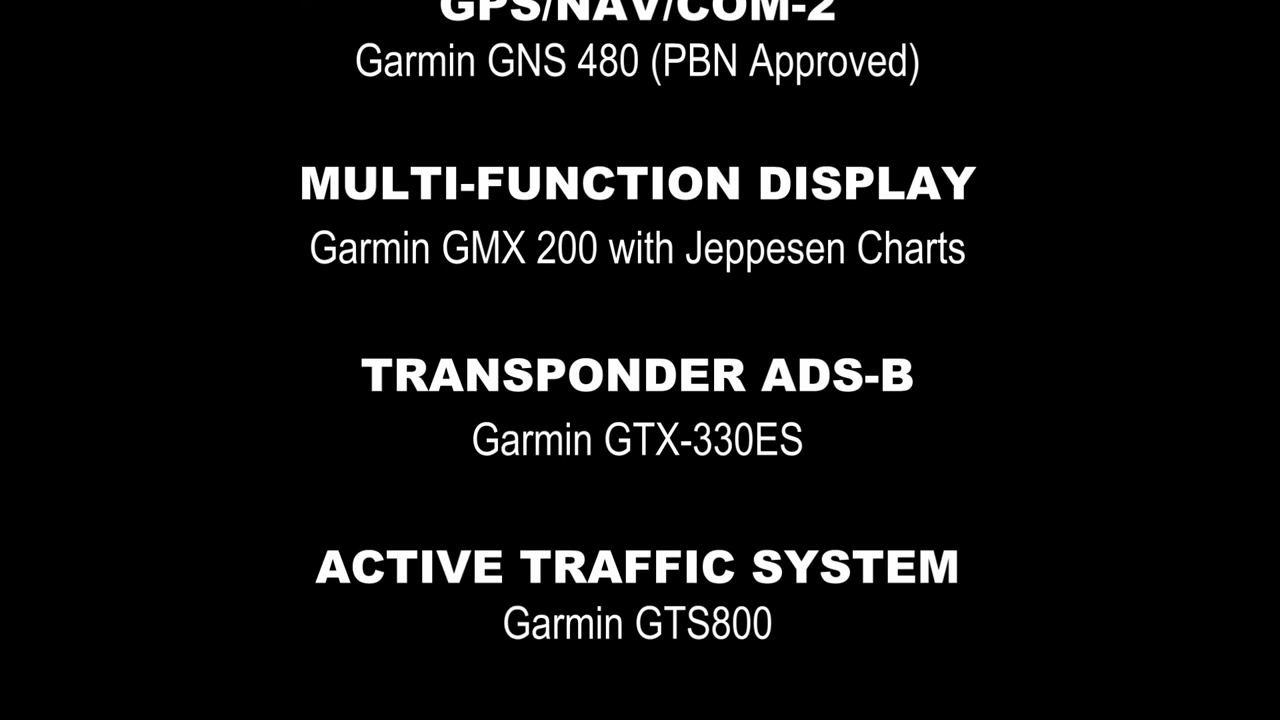 GPS/NAV/COM-2
Garmin GNS 480 (PBN Approved)
MULTI-FUNCTION DISPLAY
Garmin GMX 200 with Jeppesen Charts
TRANSPONDER ADS-B
Garmin GTX-330ES
ACTIVE TRAFFIC SYSTEM
Garmin GTS800